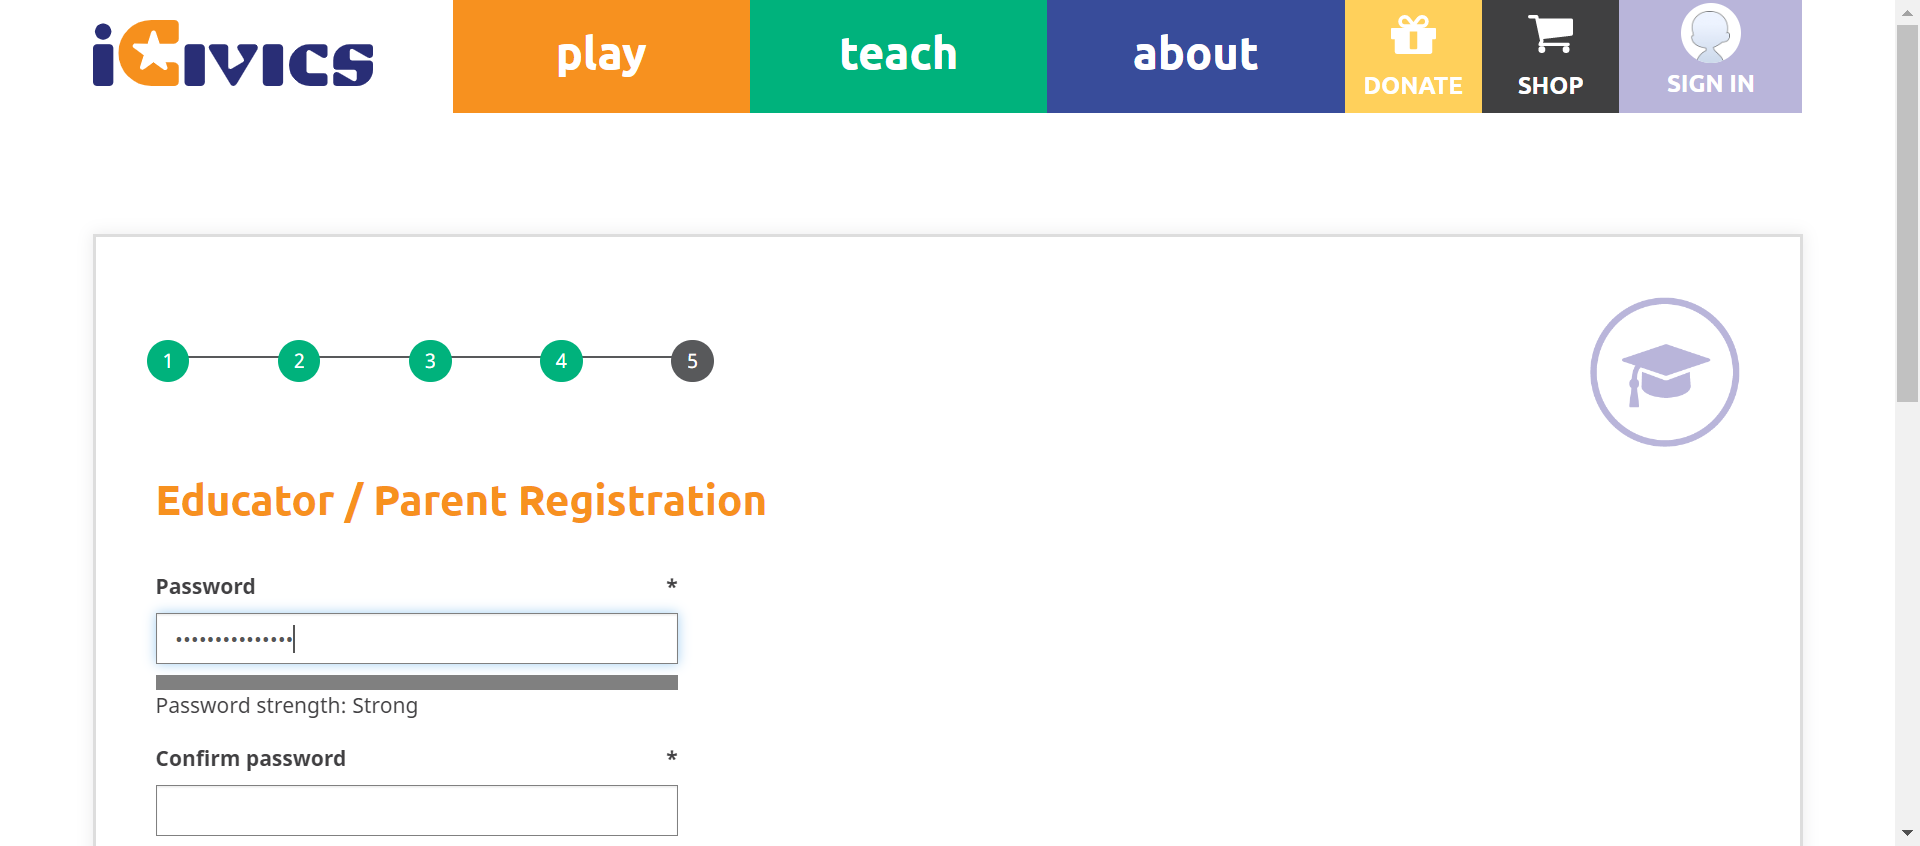 iCivics
play
teach
about
DONATE
SHOP
SIGN IN
1
2
3
4
5
Educator / Parent Registration
Password *
•••••••••••••••
Password strength: Strong
Confirm password *